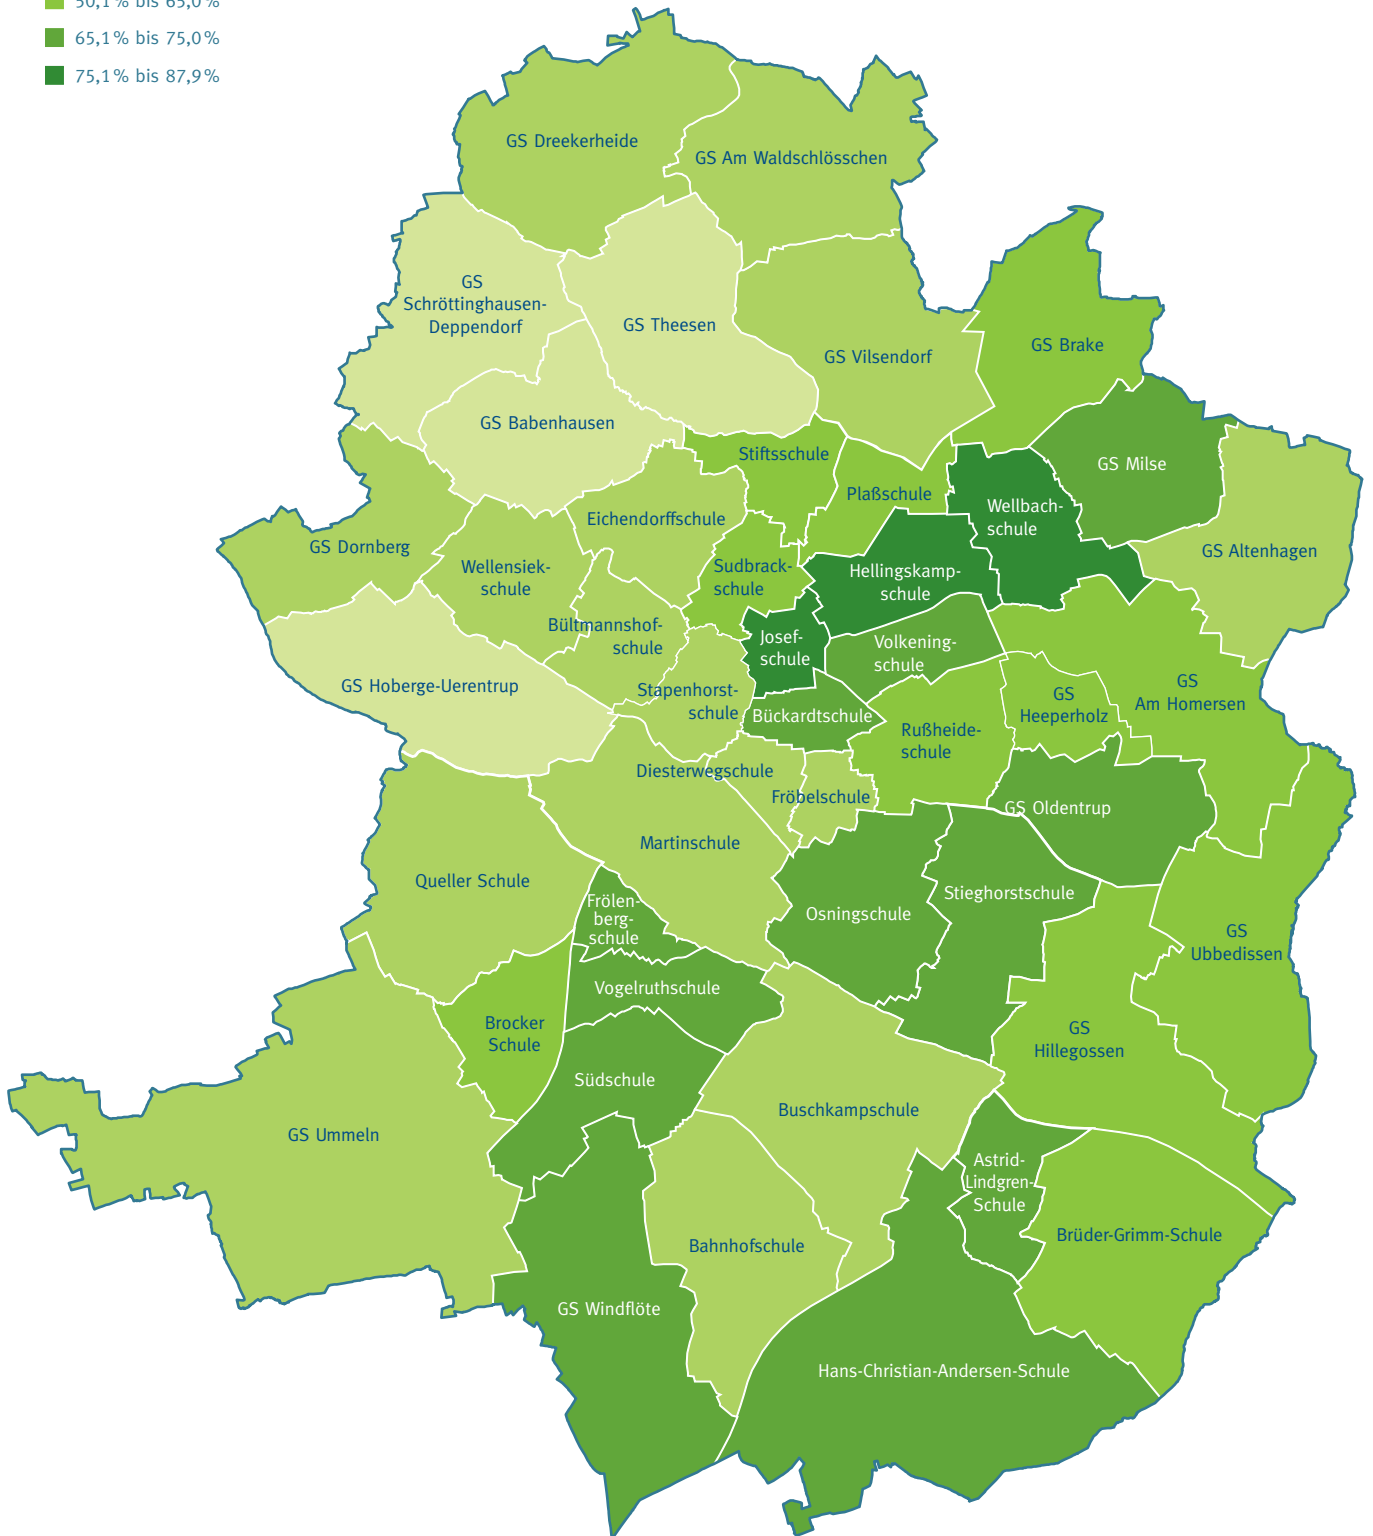 50,1 % bis 65,0 %
65,1 % bis 75,0 %
75,1 % bis 87,9 %
GS Dreekerheide
GS Am Waldschlösschen
GS
Schröttinghausen-
Deppendorf
GS Theesen
GS Vilsendorf
GS Brake
GS Babenhausen
Stiftsschule
GS Milse
Plaßschule
Wellbach-
schule
Eichendorffschule
GS Dornberg
GS Altenhagen
Wellensiek-
schule
Sudbrack-
schule
Hellingskamp-
schule
Bültmannshof-
schule
Josef-
schule
Volkening-
schule
GS Hoberge-Uerentrup
Stapenhorst-
schule
GS
Heeperholz
GS
Am Homersen
Bückardtschule
Rußheide-
schule
Diesterwegschule
Fröbelschule
GS Oldentrup
Martinschule
Queller Schule
Frölen-
berg-
schule
Osningschule
Stieghorstschule
GS
Ubbedissen
Vogelruthschule
Brocker
Schule
GS
Hillegossen
Südschule
Buschkampschule
GS Ummeln
Astrid-
Lindgren-
Schule
Bahnhofschule
Brüder-Grimm-Schule
GS Windflöte
Hans-Christian-Andersen-Schule